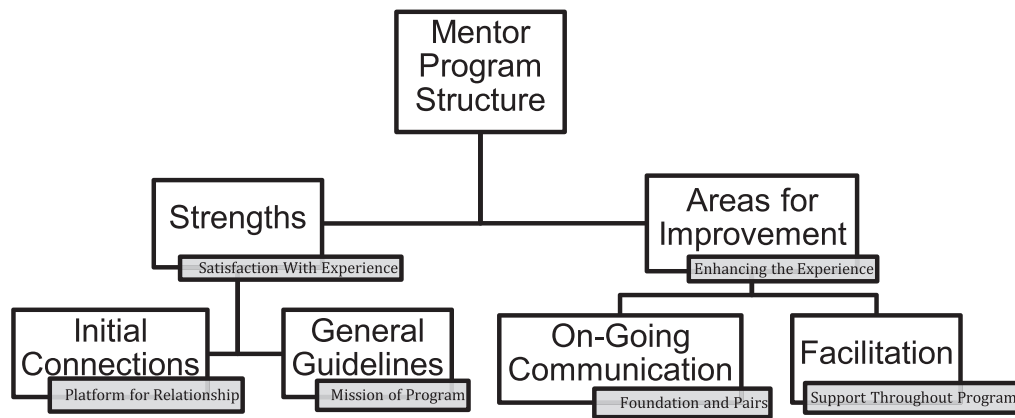 Mentor
Program
Structure
Strengths
Satisfaction With Experience
Areas for
Improvement
Enhancing the Experience
Initial
Connections
Platform for Relationship
General
Guidelines
Mission of Program
On-Going
Communication
Foundation and Pairs
Facilitation
Support Throughout Program